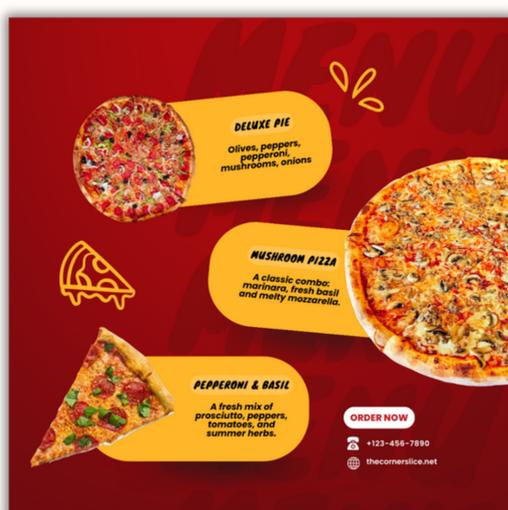 MENU
DELUXE PIE
Olives, peppers,
pepperoni,
mushrooms, onions
MUSHROOM PIZZA
A classic combo:
marinara, fresh basil
and melty mozzarella.
PEPPERONI & BASIL
A fresh mix of
prosciutto, peppers,
tomatoes, and
summer herbs.
ORDER NOW
+123-456-7890
thecornerslice.net